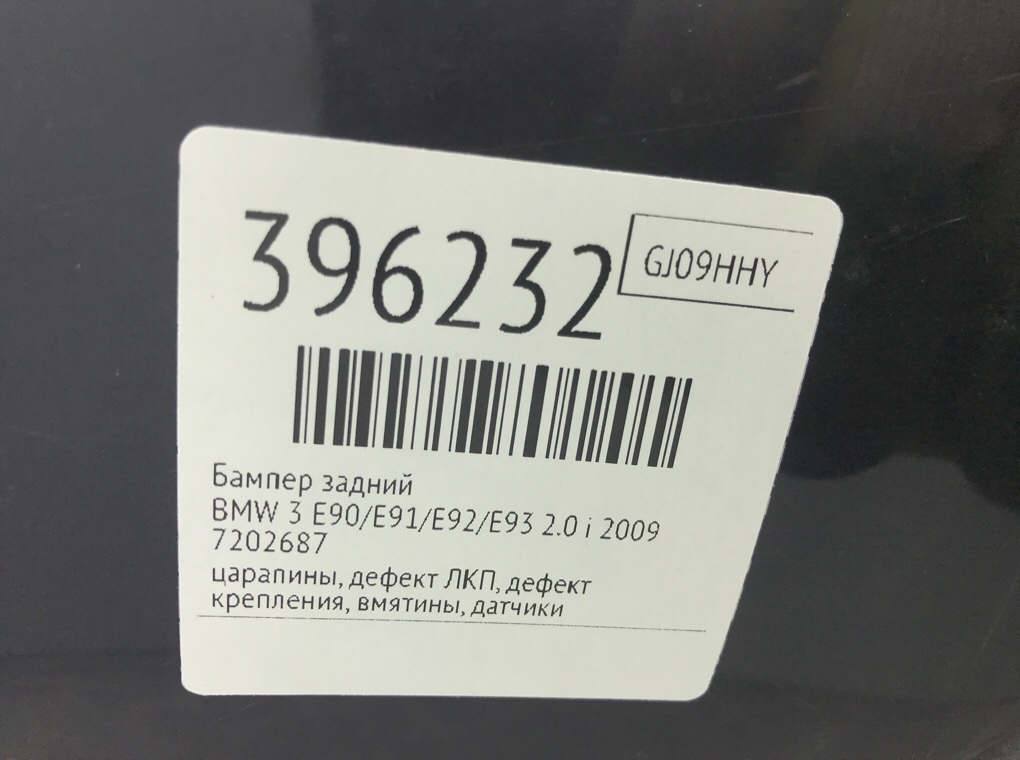 396232
GJ09HHY
Бампер задний
BMW 3 E90/E91/E92/E93 2.0 i 2009
7202687
царапины, дефект ЛКП, дефект
крепления, вмятины, датчики